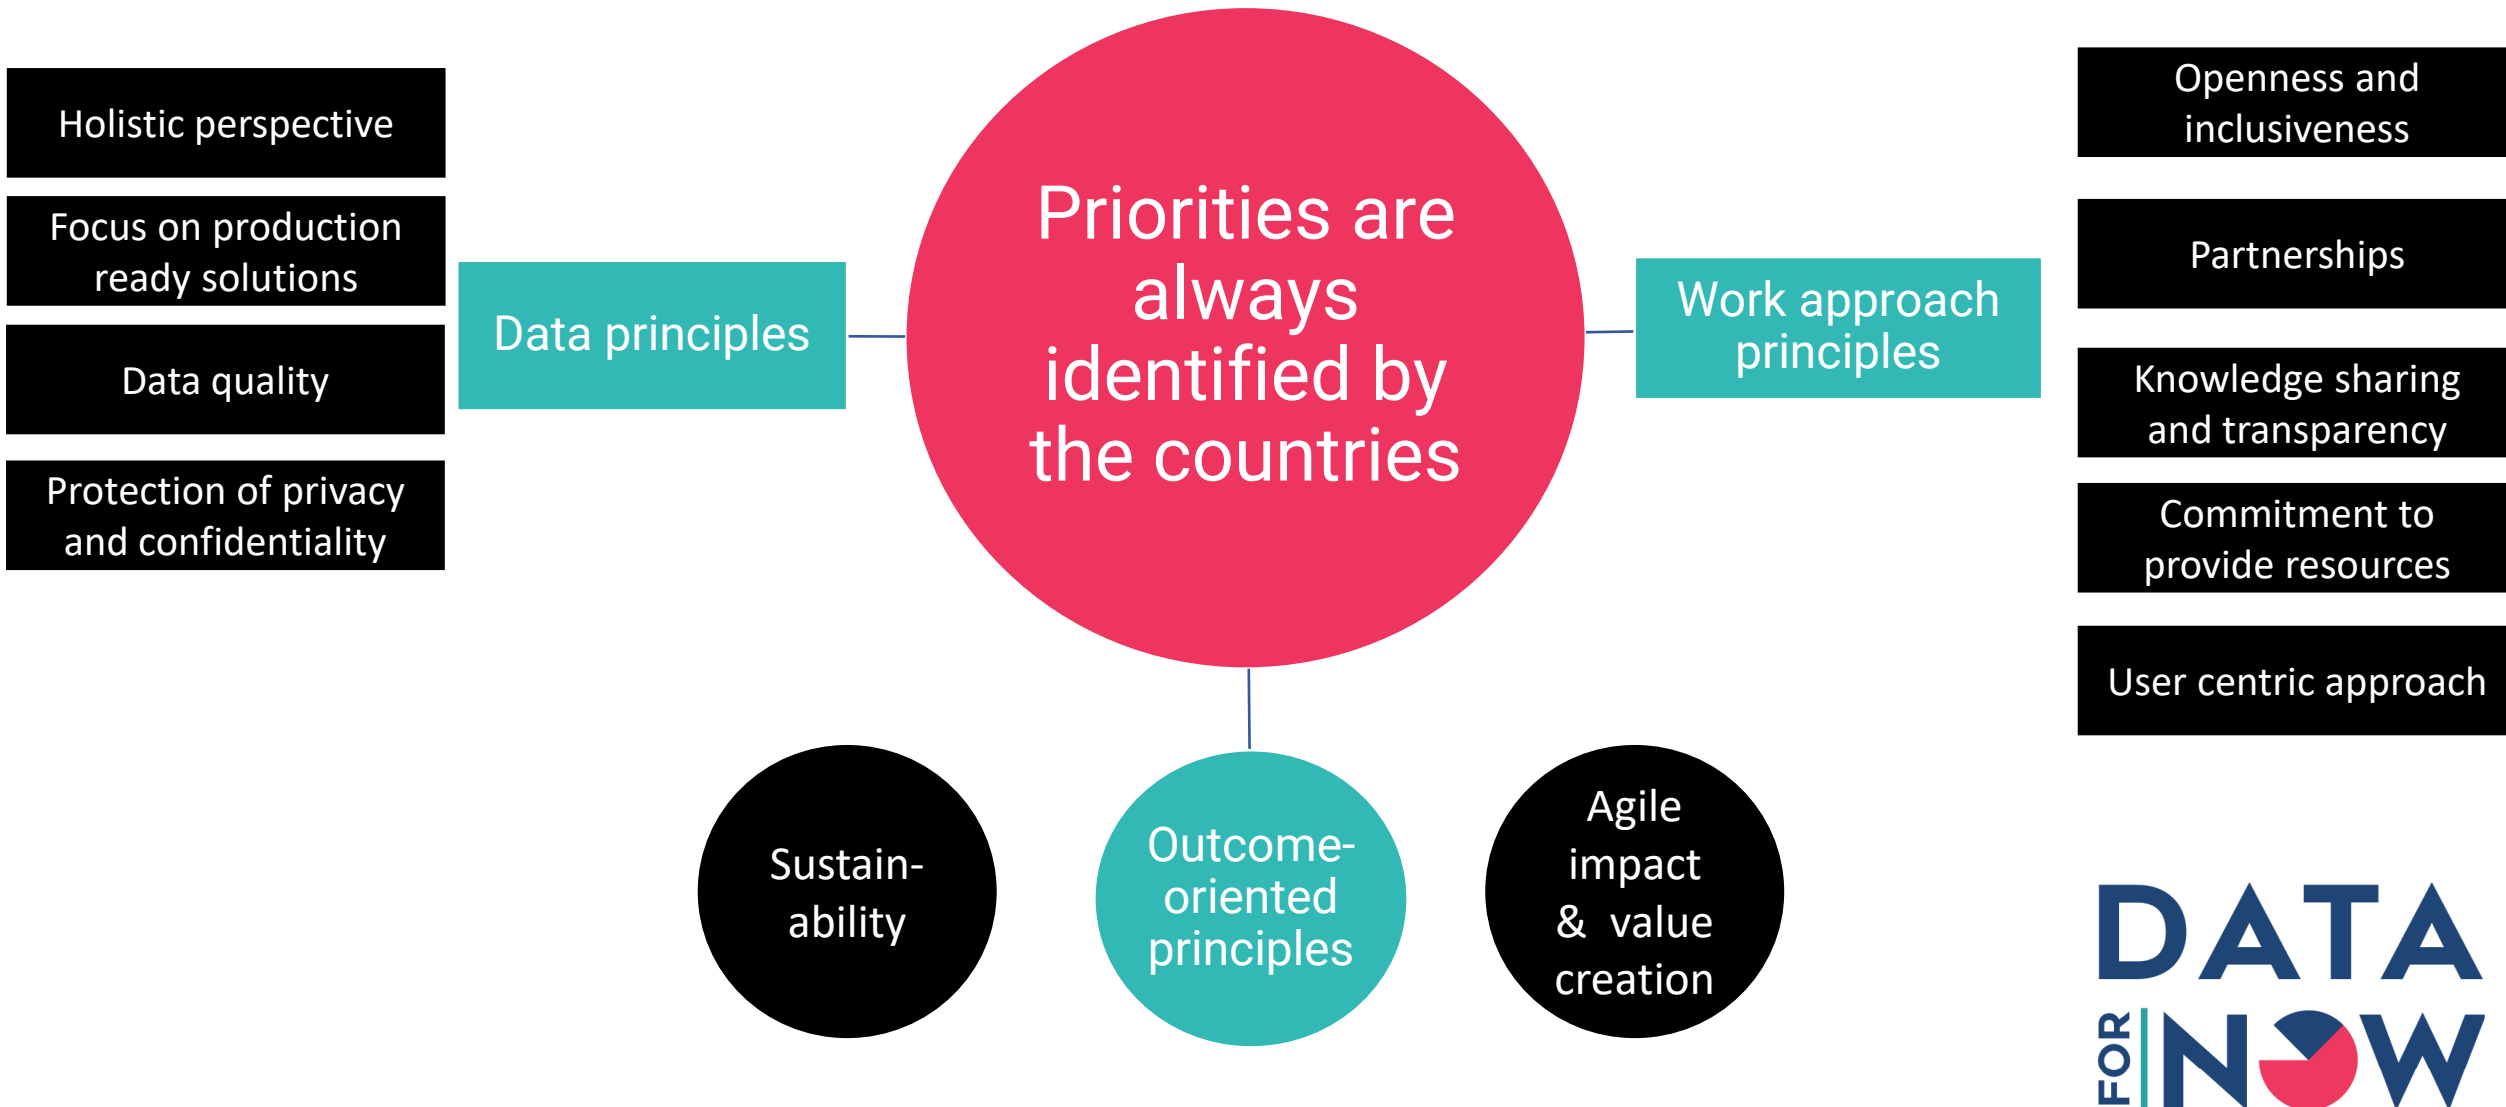 Holistic perspective
Focus on production
ready solutions
Data quality
Protection of privacy
and confidentiality
Data principles
Priorities are
always
identified by
the countries
Work approach
principles
Openness and
inclusiveness
Partnerships
Knowledge sharing
and transparency
Commitment to
provide resources
User centric approach
Sustain-
ability
Outcome-
oriented
principles
Agile
impact
& value
creation
DATA
FOR
NOW